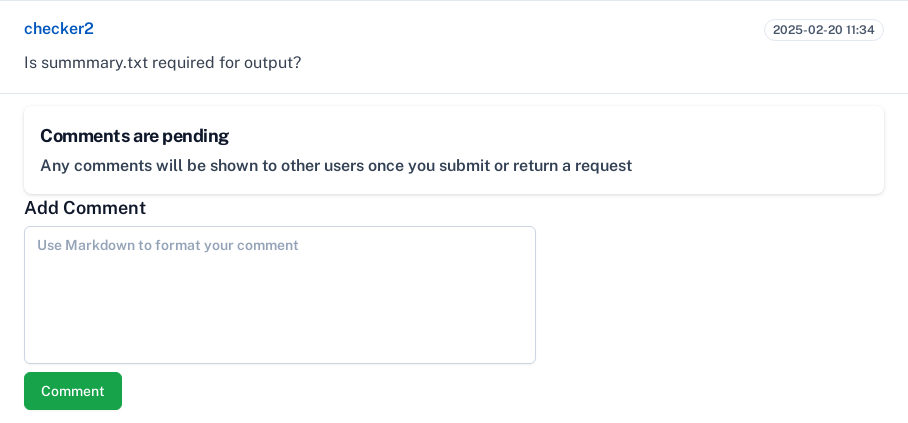 checker2
2025-02-20 11:34
Is summmary.txt required for output?
Comments are pending
Any comments will be shown to other users once you submit or return a request
Add Comment
Use Markdown to format your comment
Comment